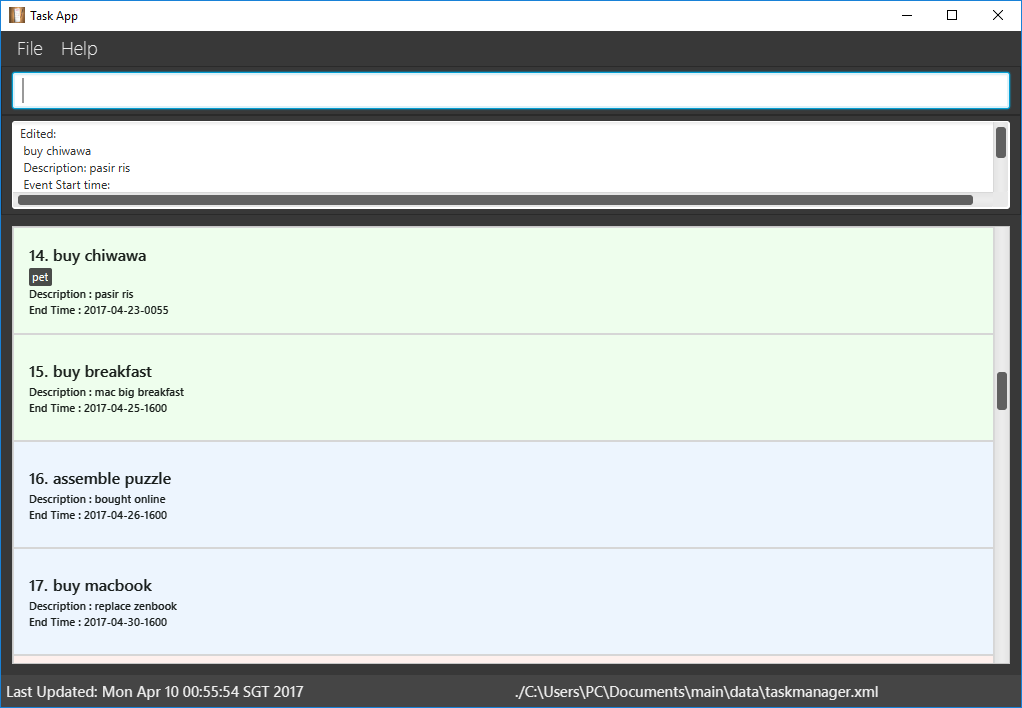 Task App
File Help
Edited:
buy chiwawa
Description: pasir ris
Event Start time:
14. buy chiwawa
pet
Description : pasir ris
End Time : 2017-04-23-0055
15. buy breakfast
Description : mac big breakfast
End Time : 2017-04-25-1600
16. assemble puzzle
Description : bought online
End Time : 2017-04-26-1600
17. buy macbook
Description : replace zenbook
End Time : 2017-04-30-1600
Last Updated: Mon Apr 10 00:55:54 SGT 2017 ./C:\Users\PC\Documents\main\data\taskmanager.xml